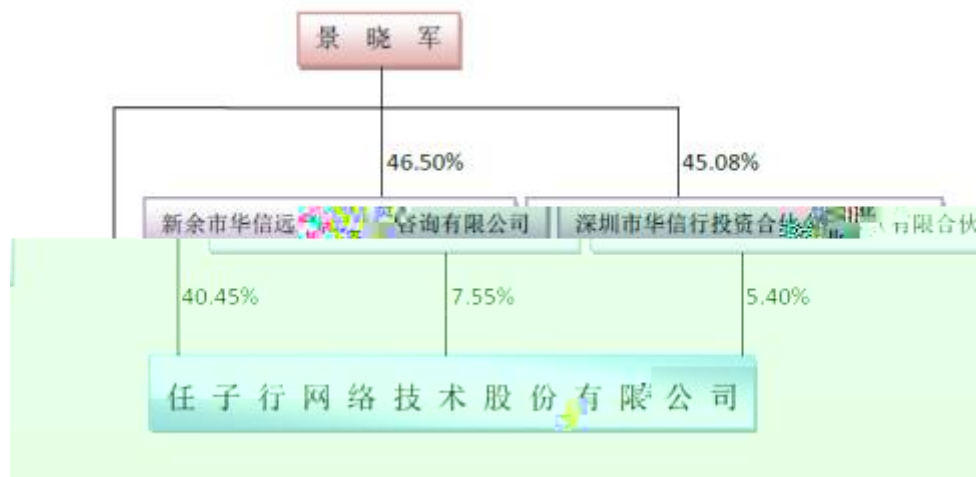 景 晓 军
46.50% 45.08%
新余市华信远 咨询有限公司 深圳市华信行投资合伙 （有限合伙
40.45% 7.55% 5.40%
任 子 行 网 络 技 术 股 份 有 限 公 司